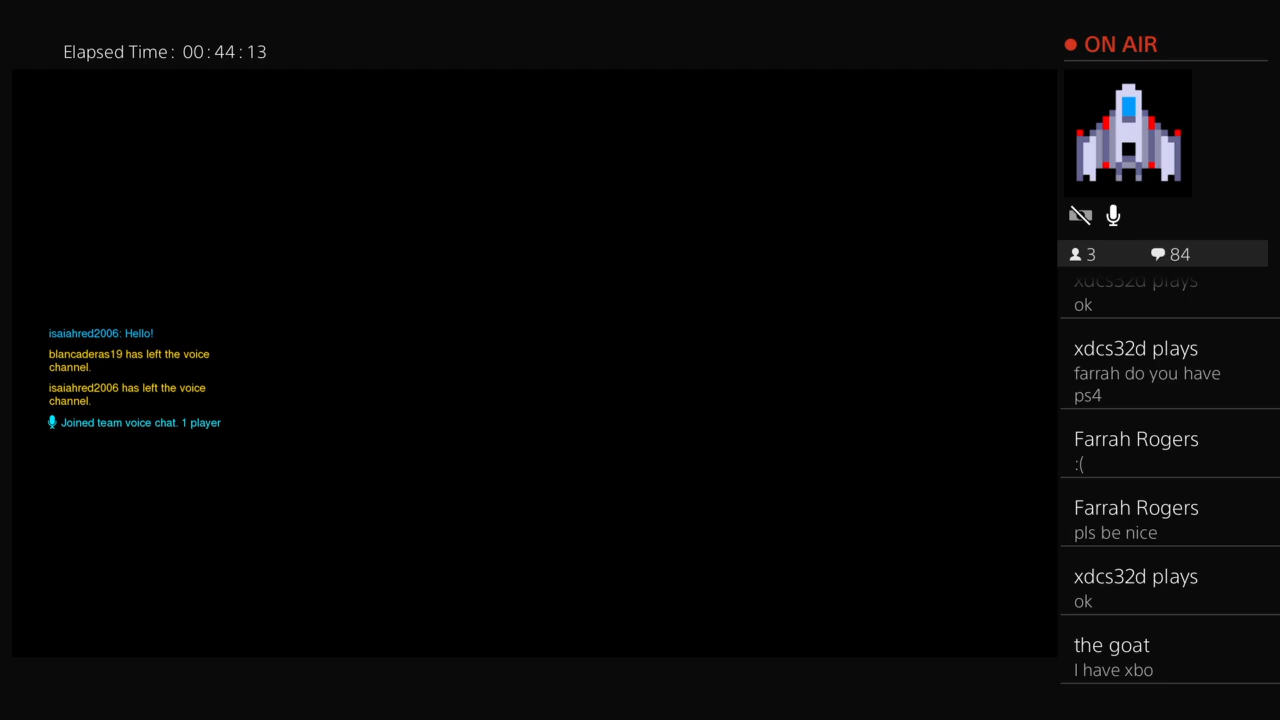 Elapsed Time: 00:44:13
ON AIR
3 84
isaiahred2006: Hello!
blancaderas19 has left the voice
channel.
isaiahred2006 has left the voice
channel.
Joined team voice chat. 1 player
xdcs32d plays
ok
xdcs32d plays
farrah do you have
ps4
Farrah Rogers
:(
Farrah Rogers
pls be nice
xdcs32d plays
ok
the goat
I have xbo